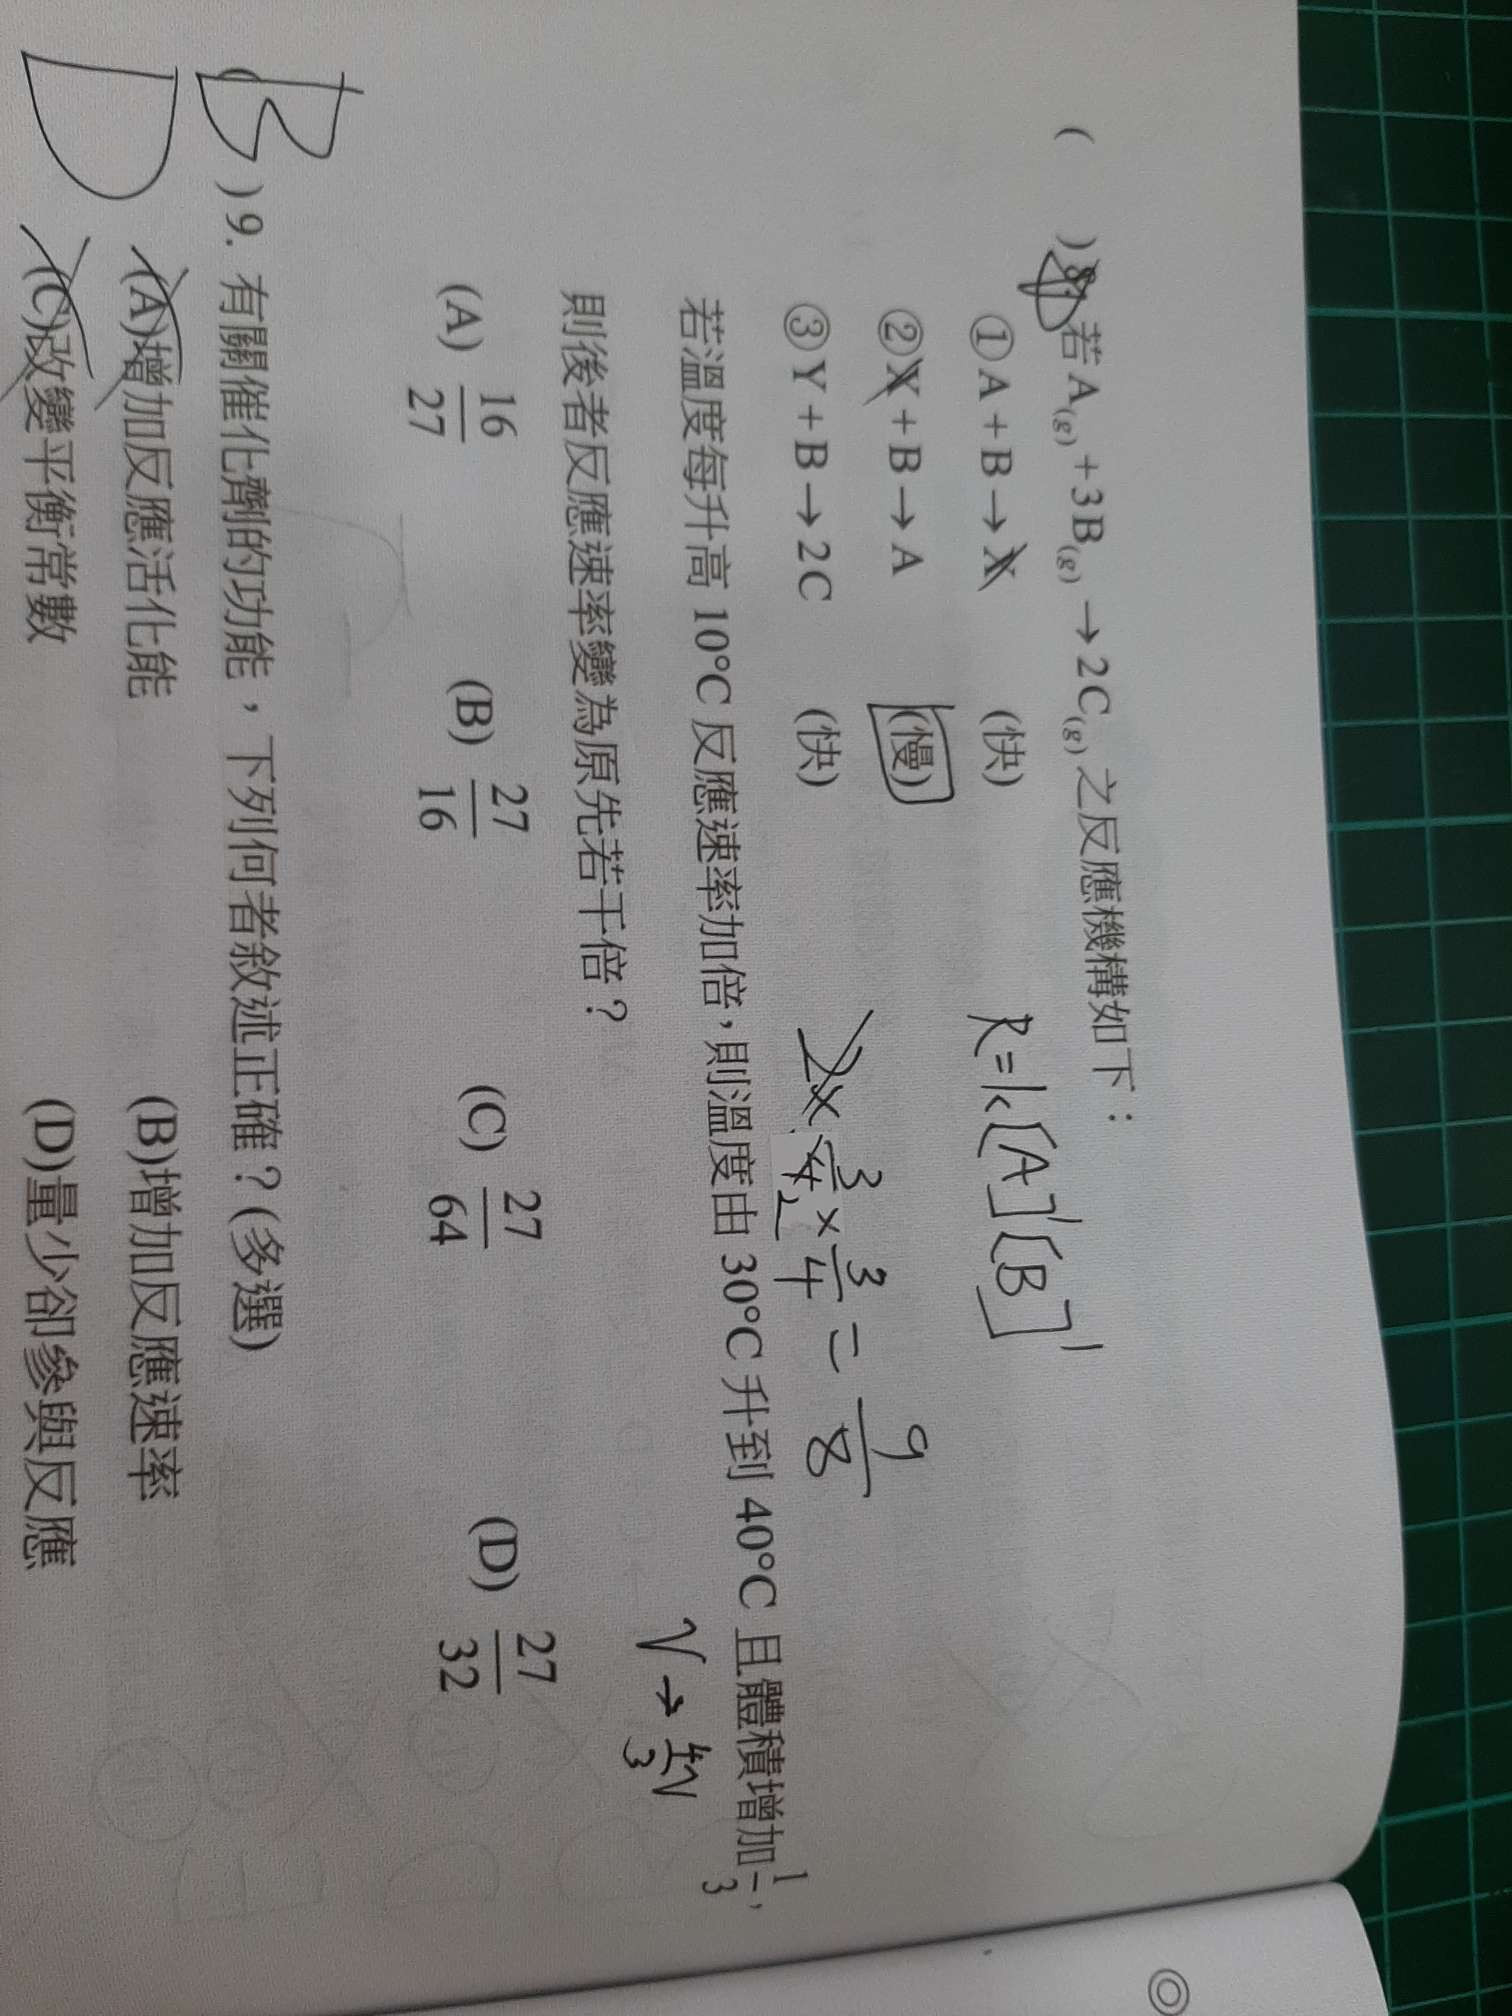 ( )8. 若 A(g)+3B(g)→2C(g)之反應機構如下：
①A+B→X (快) R=k[A]¹[B]¹
②X+B→A (慢)
③Y+B→2C (快) 2×3/4×3/4=9/8
若溫度每升高 10°C 反應速率加倍，則溫度由 30°C 升到 40°C 且體積增加1/3，
則後者反應速率變為原先若干倍？ V→4/3V
(A) 16/27 (B) 27/16 (C) 27/64 (D) 27/32
B )9. 有關催化劑的功能，下列何者敘述正確？(多選)
D (A)增加反應活化能 (B)增加反應速率
(C)改變平衡常數 (D)量少卻參與反應
◎